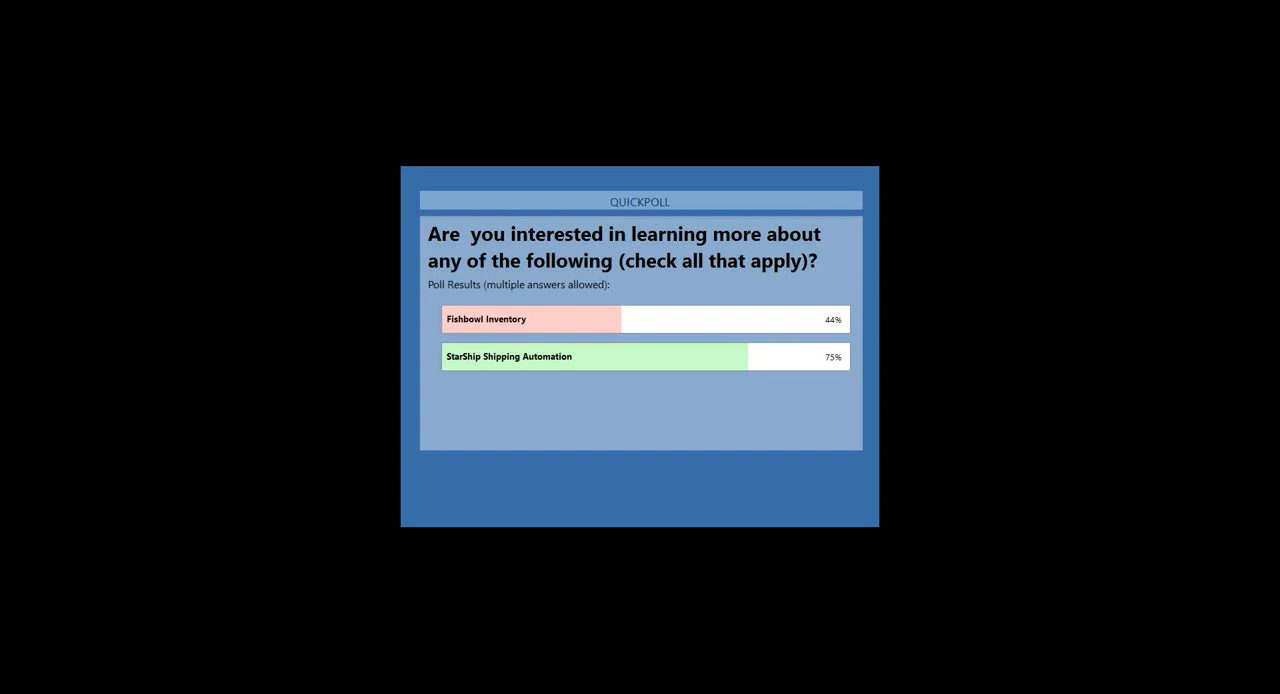 QUICKPOLL
Are  you interested in learning more about
any of the following (check all that apply)?
Poll Results (multiple answers allowed):
Fishbowl Inventory 44%
StarShip Shipping Automation 75%